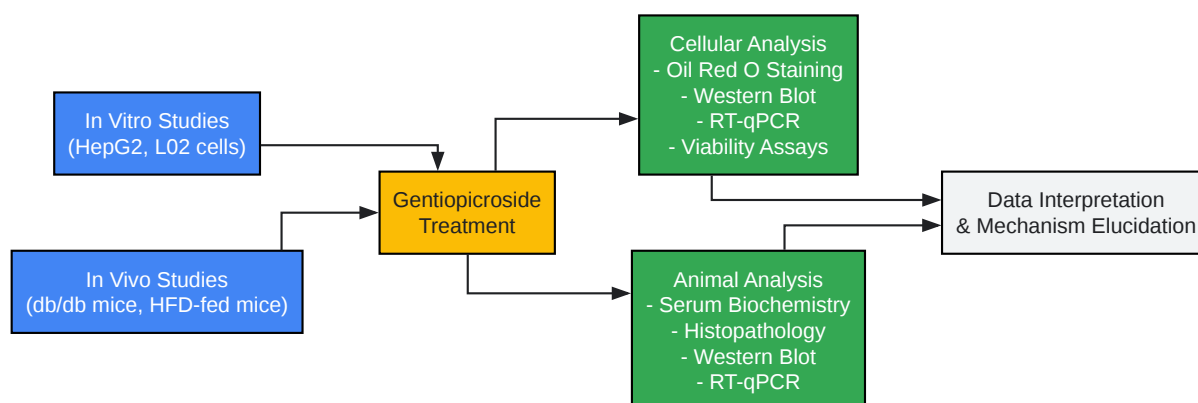 In Vitro Studies
(HepG2, L02 cells)
In Vivo Studies
(db/db mice, HFD-fed mice)
Gentiopicroside
Treatment
Cellular Analysis
- Oil Red O Staining
- Western Blot
- RT-qPCR
- Viability Assays
Animal Analysis
- Serum Biochemistry
- Histopathology
- Western Blot
- RT-qPCR
Data Interpretation
& Mechanism Elucidation